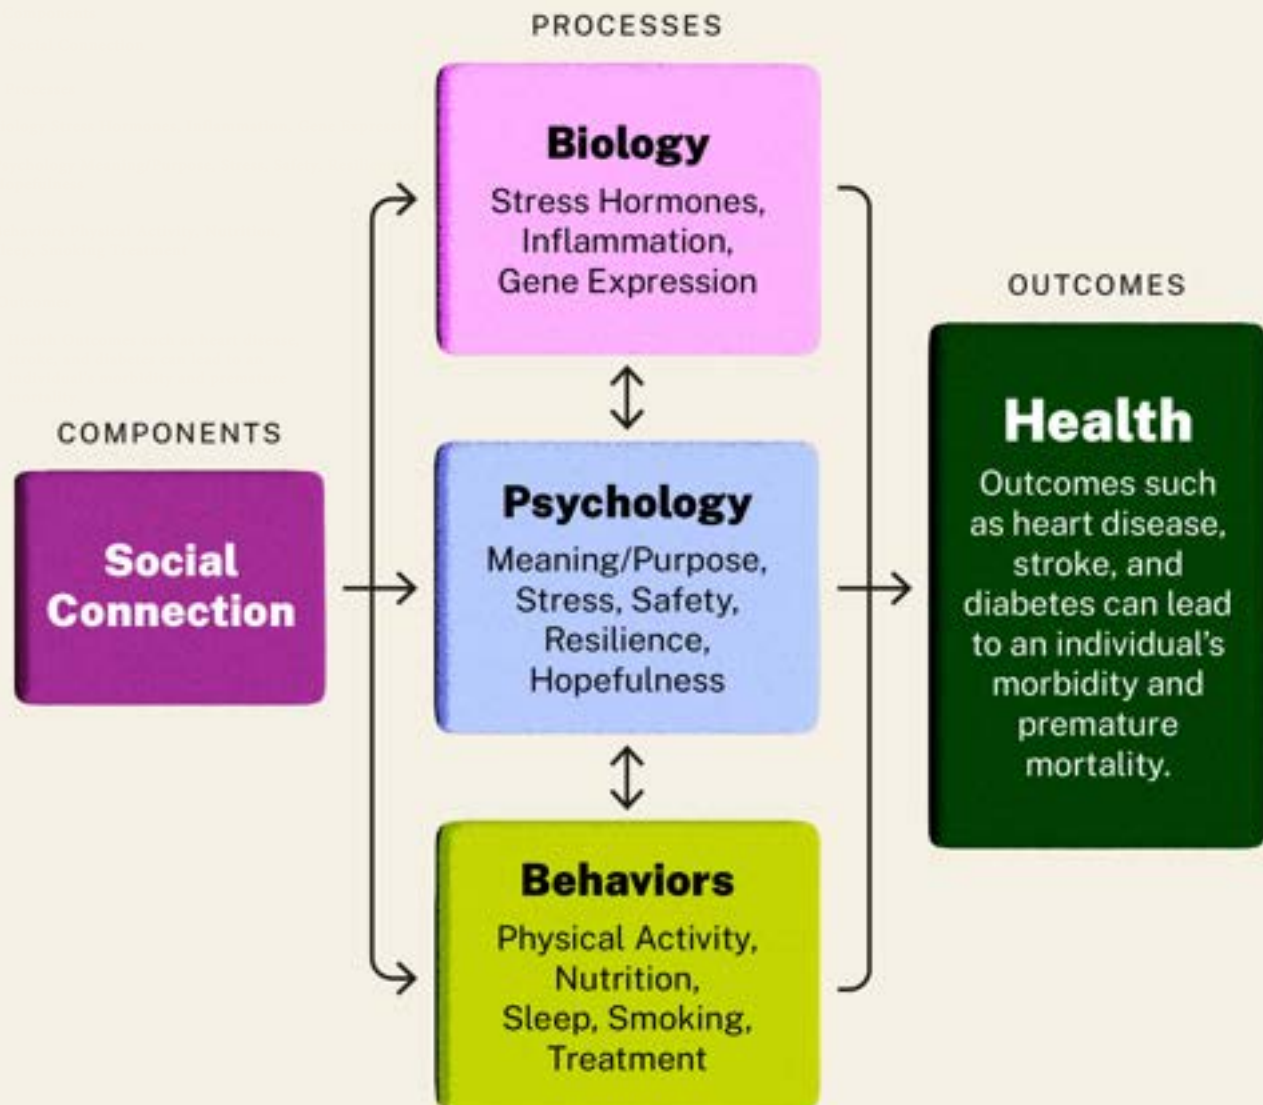 PROCESSES
Biology
Stress Hormones,
Inflammation,
Gene Expression
COMPONENTS
Social
Connection
Psychology
Meaning/Purpose,
Stress, Safety,
Resilience,
Hopefulness
Behaviors
Physical Activity,
Nutrition,
Sleep, Smoking,
Treatment
OUTCOMES
Health
Outcomes such
as heart disease,
stroke, and
diabetes can lead
to an individual’s
morbidity and
premature
mortality.